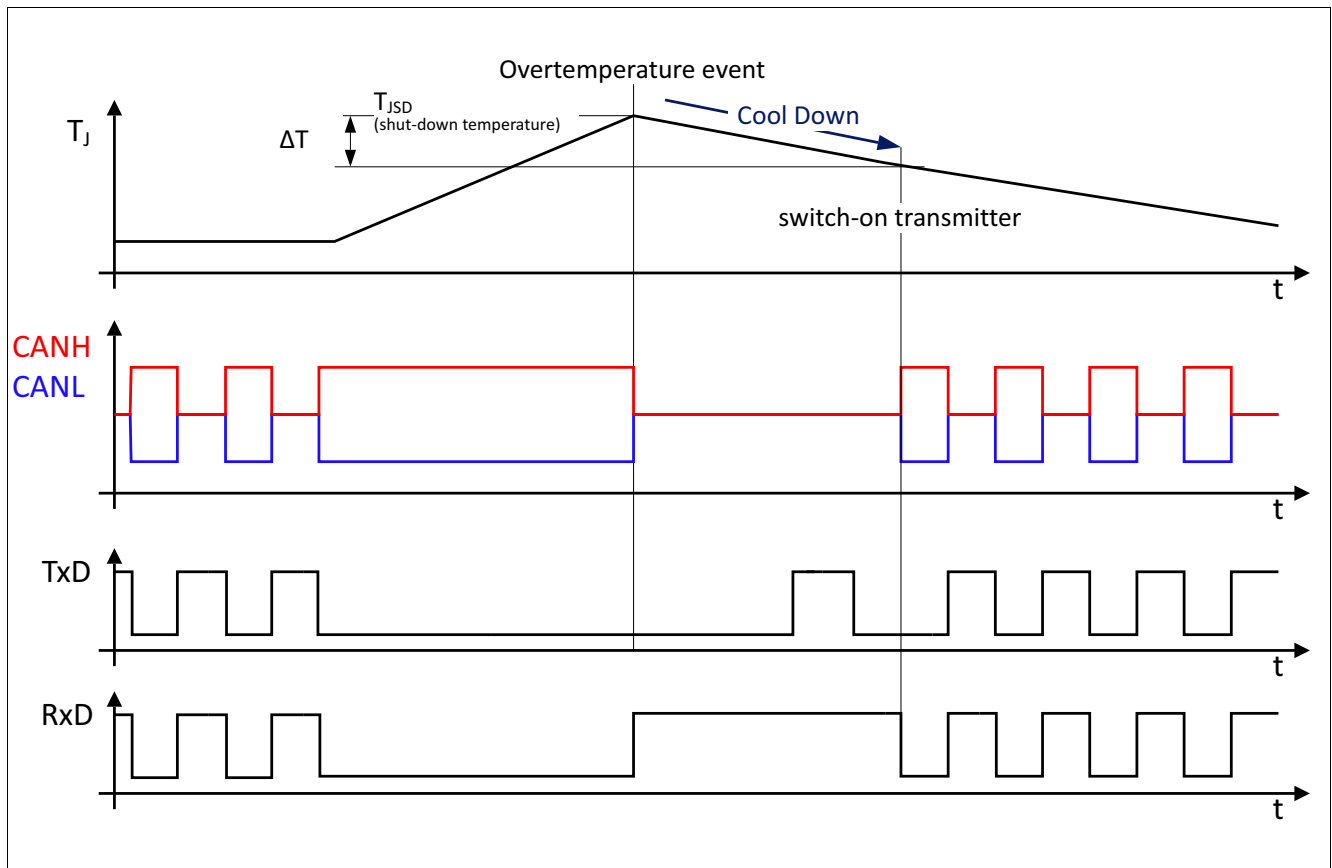 Overtemperature event
T_JSD
(shut-down temperature)
Cool Down
T_J
ΔT
switch-on transmitter
t
CANH
CANL
t
TxD
t
RxD
t